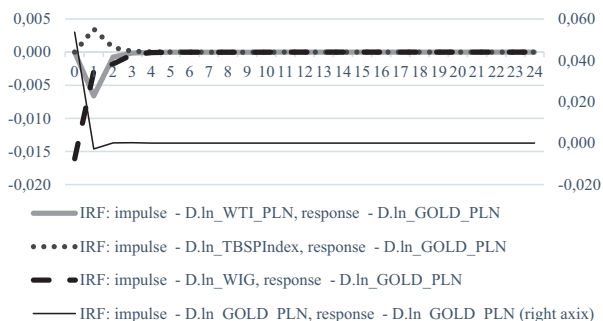 0,005 0,060
0,000 0,040
0 1 2 3 4 5 6 7 8 9 10 11 12 13 14 15 16 17 18 19 20 21 22 23 24
-0,005 0,020
-0,010
-0,015 0,000
-0,020 -0,020
IRF: impulse - D.ln_WTI_PLN, response - D.ln_GOLD_PLN
IRF: impulse - D.ln_TBSPIndex, response - D.ln_GOLD_PLN
IRF: impulse - D.ln_WIG, response - D.ln_GOLD_PLN
IRF: impulse - D.ln_GOLD_PLN, response - D.ln_GOLD_PLN (right axix)